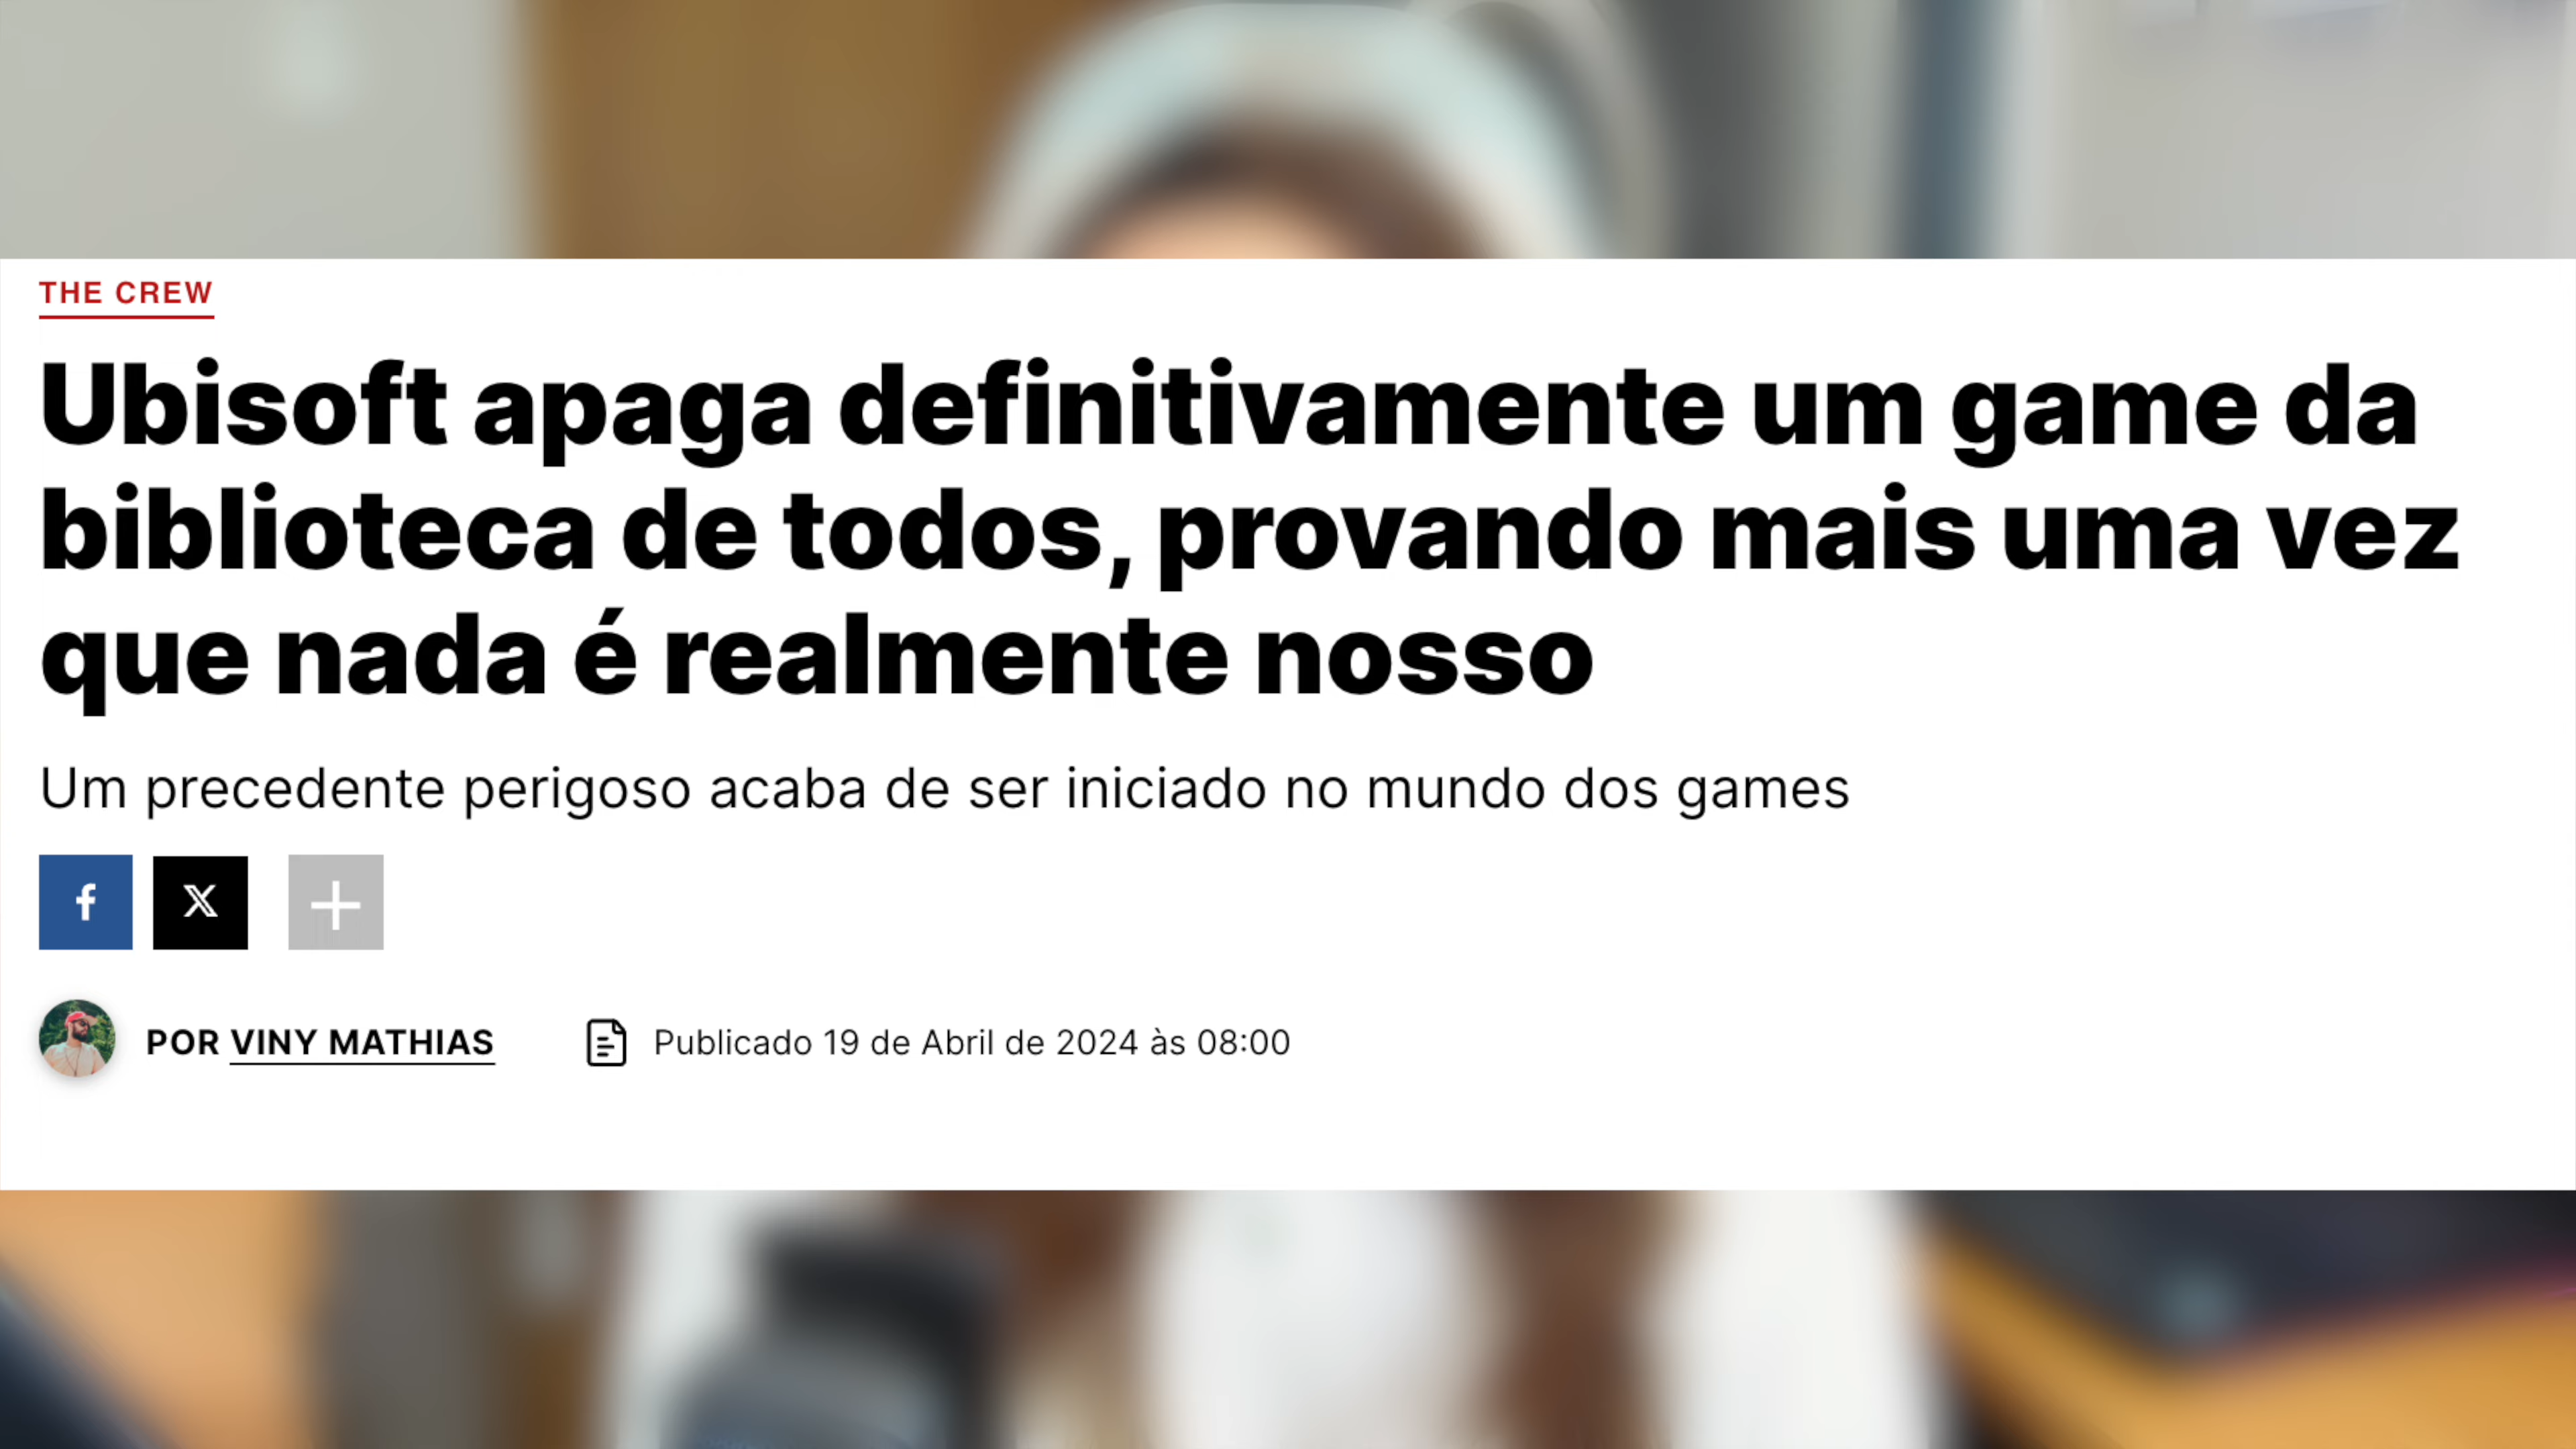 THE CREW
Ubisoft apaga definitivamente um game da
biblioteca de todos, provando mais uma vez
que nada é realmente nosso
Um precedente perigoso acaba de ser iniciado no mundo dos games
f X +
POR VINY MATHIAS Publicado 19 de Abril de 2024 às 08:00